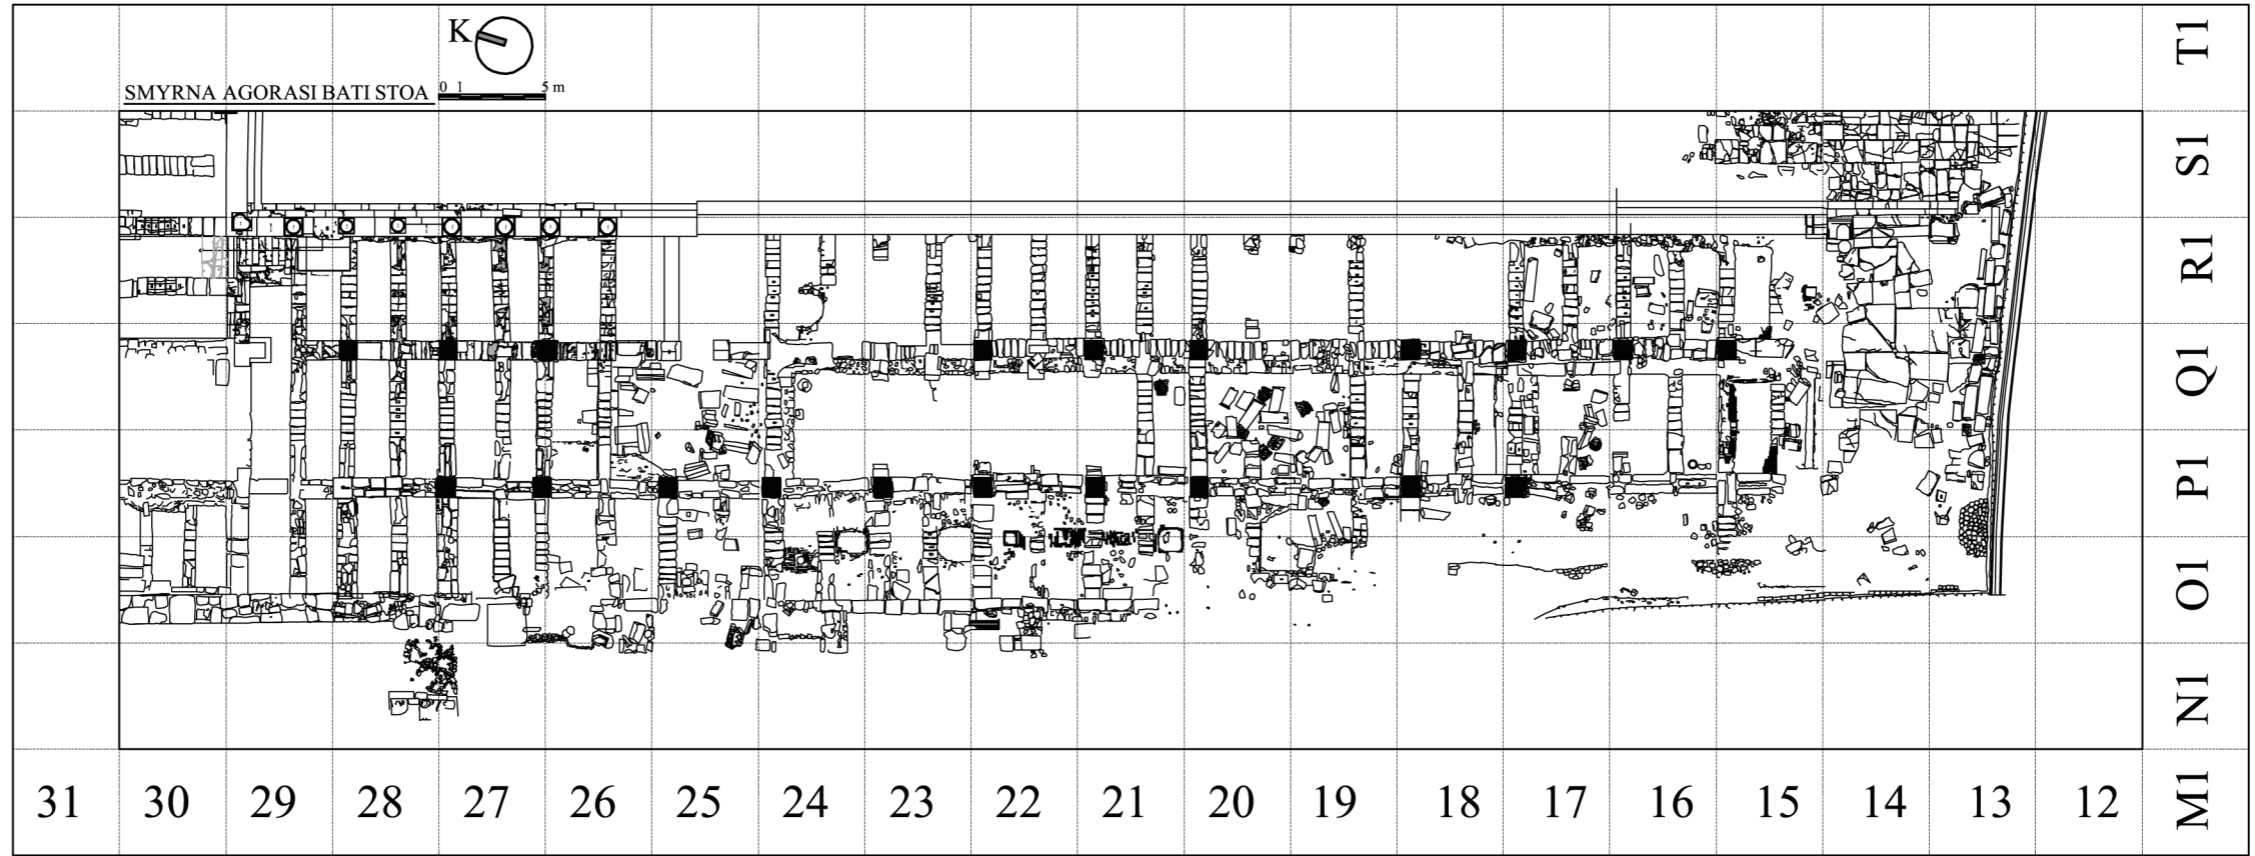 K
SMYRNA AGORASI BATI STOA
0 1 5 m
T1
S1
R1
Q1
P1
O1
N1
M1
31 30 29 28 27 26 25 24 23 22 21 20 19 18 17 16 15 14 13 12